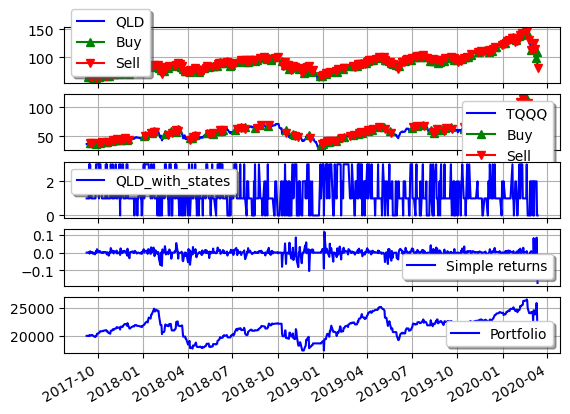 150
100
QLD
Buy
Sell
100
50
TQQQ
Buy
Sell
2
0
QLD_with_states
0.1
0.0
−0.1
Simple returns
25000
20000
Portfolio
2017-10
2018-01
2018-04
2018-07
2018-10
2019-01
2019-04
2019-07
2019-10
2020-01
2020-04